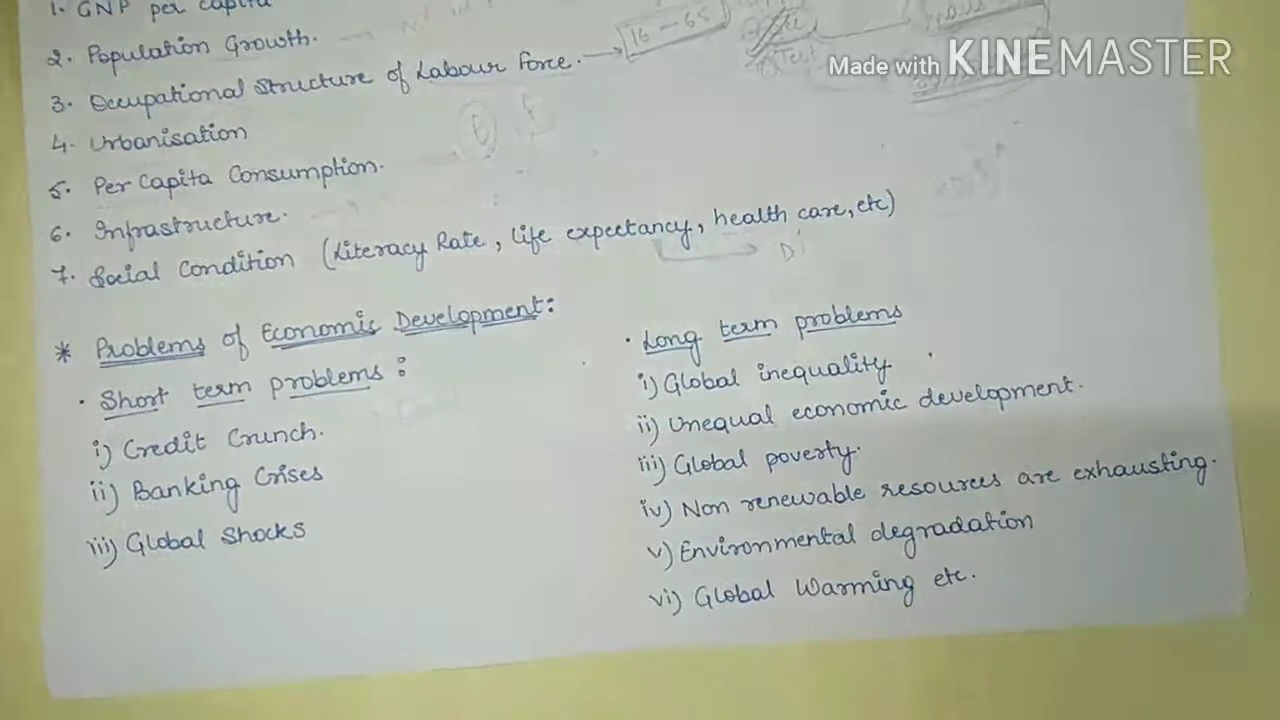 1. GNP per capita
2. Population Growth.
3. Occupational Structure of Labour Force. → 16 - 65
4. Urbanisation
5. Per Capita Consumption.
6. Infrastructure.
7. Social Condition (Literacy Rate, life expectancy, health care, etc)
* Problems of Economic Development:
· Short term problems:
i) Credit Crunch.
ii) Banking Crises
iii) Global Shocks
· Long term problems
i) Global inequality
ii) Unequal economic development.
iii) Global poverty.
iv) Non renewable resources are exhausting.
v) Environmental degradation
vi) Global Warming etc.
Made with KINEMASTER